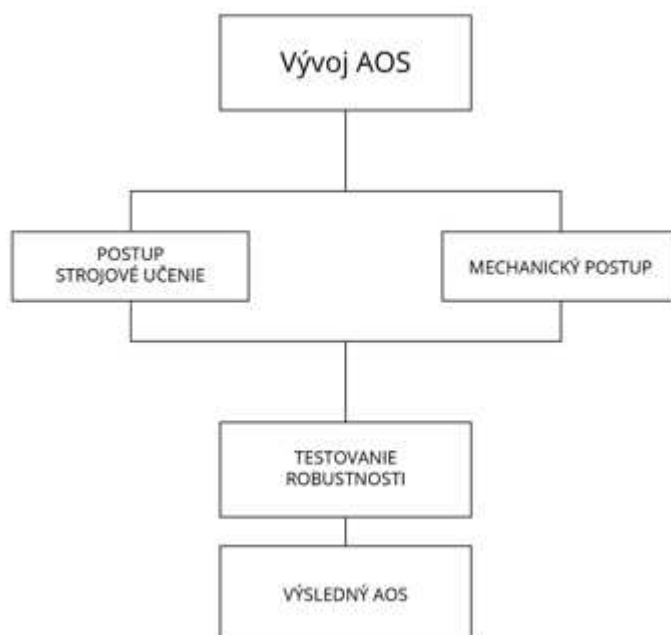 Vývoj AOS
POSTUP
STROJOVÉ UČENIE
MECHANICKÝ POSTUP
TESTOVANIE
ROBUSTNOSTI
VÝSLEDNÝ AOS